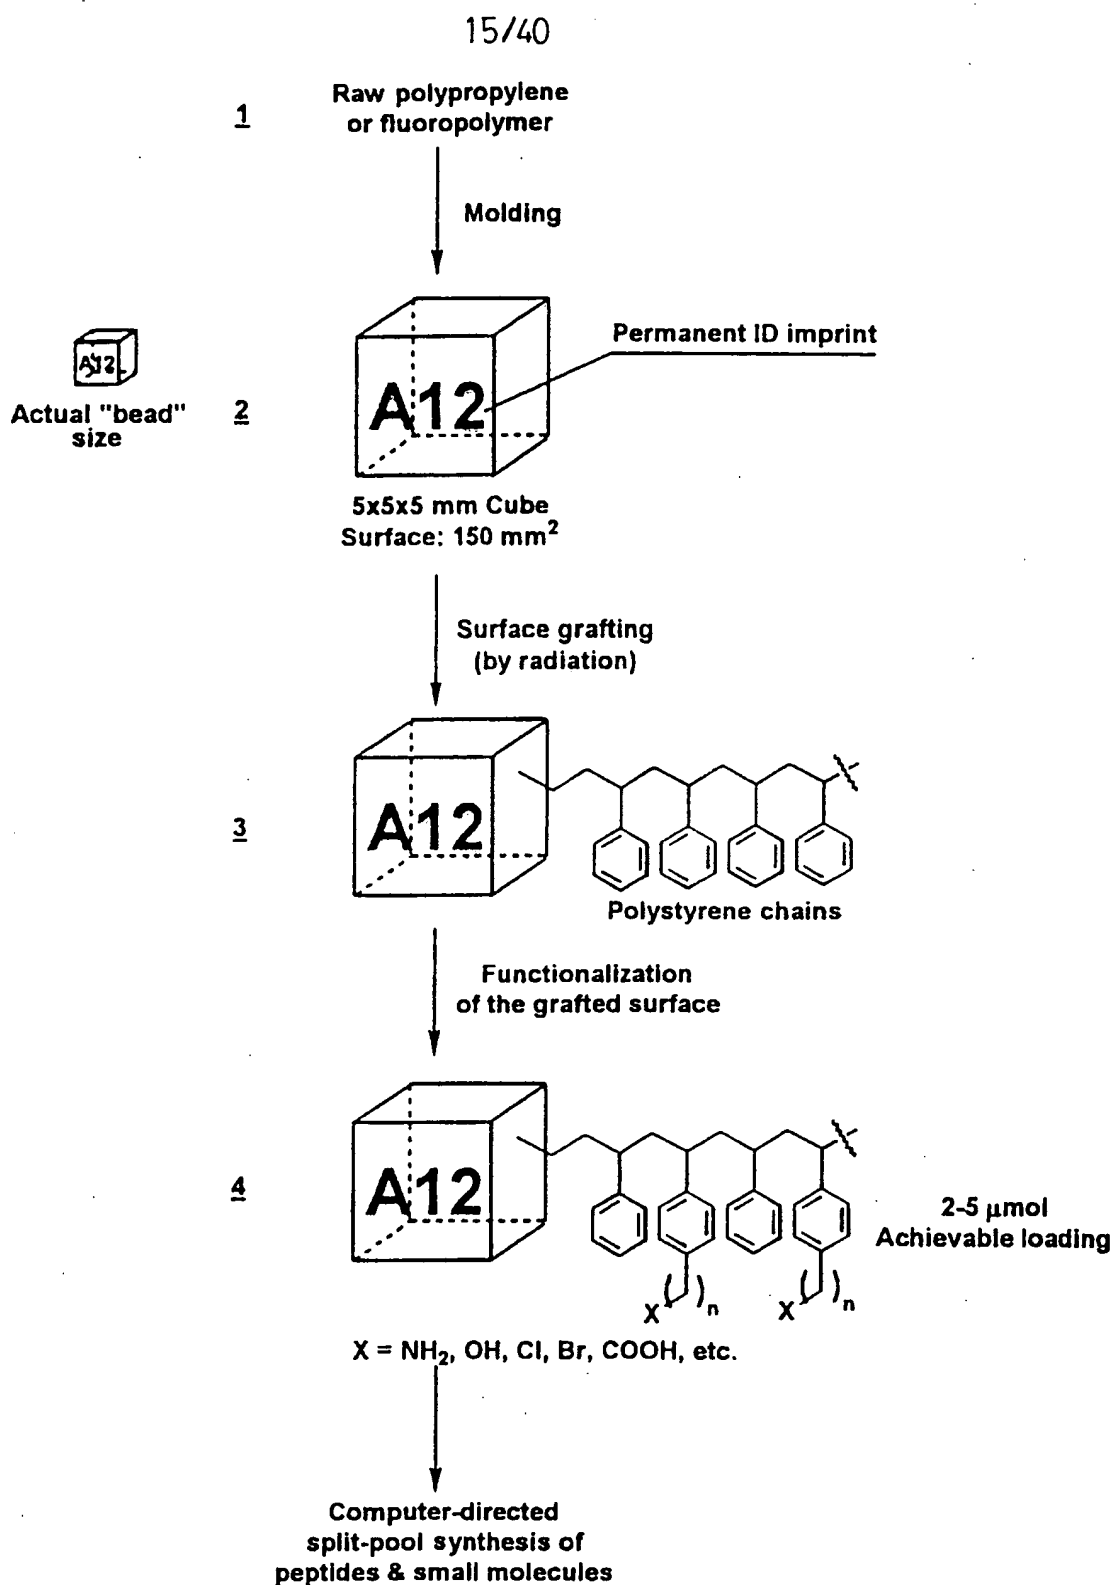 15/40
1
Raw polypropylene
or fluoropolymer
Molding
A12
Actual "bead"
size
2
A12
Permanent ID imprint
5x5x5 mm Cube
Surface: 150 mm²
Surface grafting
(by radiation)
3
A12
Polystyrene chains
Functionalization
of the grafted surface
4
A12
2-5 μmol
Achievable loading
X ( ) n
X ( ) n
X = NH₂, OH, Cl, Br, COOH, etc.
Computer-directed
split-pool synthesis of
peptides & small molecules